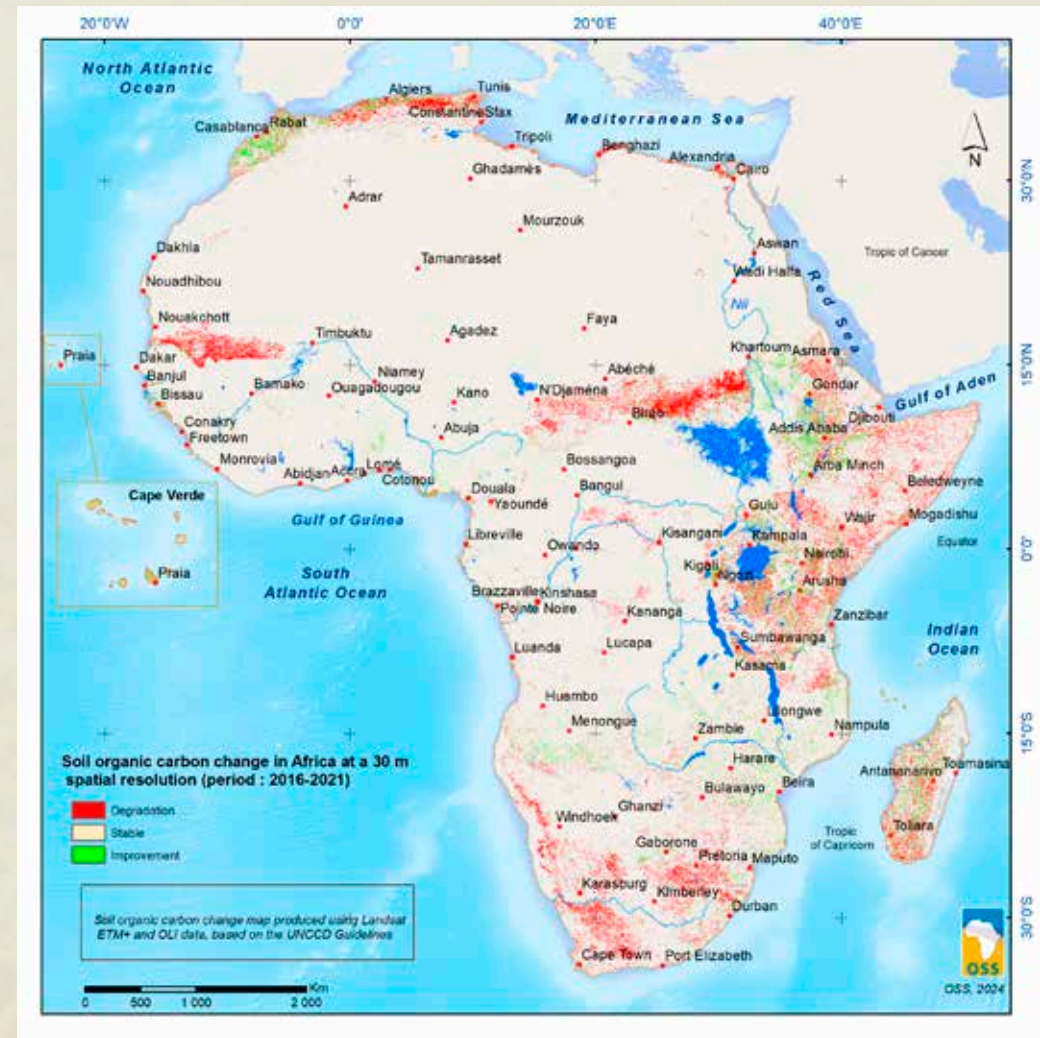 20°0'W
0°0'
20°0'E
40°0'E
North Atlantic
Ocean
Algiers
Tunis
Constantine
Sfax
Casablanca
Rabat
Mediterranean Sea
Tripoli
Benghazi
Alexandria
Cairo
N
Ghadamès
30°0'N
Adrar
Mourzouk
Dakhla
Tamanrasset
Aswan
Tropic of Cancer
Nouadhibou
Wadi Halfa
Red Sea
Nil
Nouakchott
Timbuktu
Agadez
Faya
Khartoum
Asmara
Praia
Dakar
Niamey
Abéché
15°0'N
Banjul
Bamako
Ouagadougou
Kano
N'Djaména
Gondar
Gulf of Aden
Bissau
Birao
Djibouti
Conakry
Abuja
Addis Ababa
Freetown
Monrovia
Abidjan
Accra
Lomé
Cotonou
Bossangoa
Arba Minch
Beledweyne
Cape Verde
Douala
Bangui
Yaoundé
Gulu
Wajir
Mogadishu
Gulf of Guinea
Libreville
Owando
Kisangani
Kampala
Equator
0°0'
Praia
South
Atlantic Ocean
Kigali
Ngozi
Nairobi
Arusha
Brazzaville
Kinshasa
Pointe Noire
Kananga
Zanzibar
Indian
Ocean
Luanda
Lucapa
Sumbawanga
Kasama
Huambo
Menongue
Lilongwe
Zambie
Nampula
15°0'S
Soil organic carbon change in Africa at a 30 m
spatial resolution (period : 2016-2021)
Harare
Antananarivo
Toamasina
Degradation
Stable
Improvement
Bulawayo
Beira
Ghanzi
Windhoek
Toliara
Tropic
of Capricorn
Gaborone
Pretoria
Maputo
Karasburg
Kimberley
Durban
30°0'S
Soil organic carbon change map produced using Landsat
ETM+ and OLI data, based on the UNCCD Guidelines
Cape Town
Port Elizabeth
OSS
OSS, 2024
Km
0 500 1 000 2 000